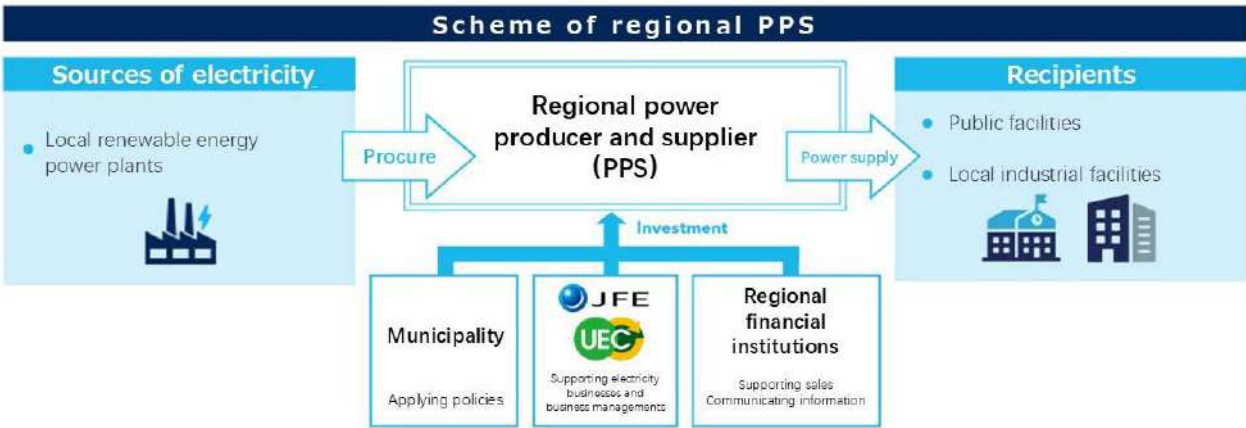 Scheme of regional PPS
Sources of electricity
Local renewable energy
power plants
Procure
Regional power
producer and supplier
(PPS)
Power supply
Recipients
Public facilities
Local industrial facilities
Investment
Municipality
Applying policies
JFE
UEC
Supporting electricity
businesses and
business managements
Regional
financial
institutions
Supporting sales
Communicating information